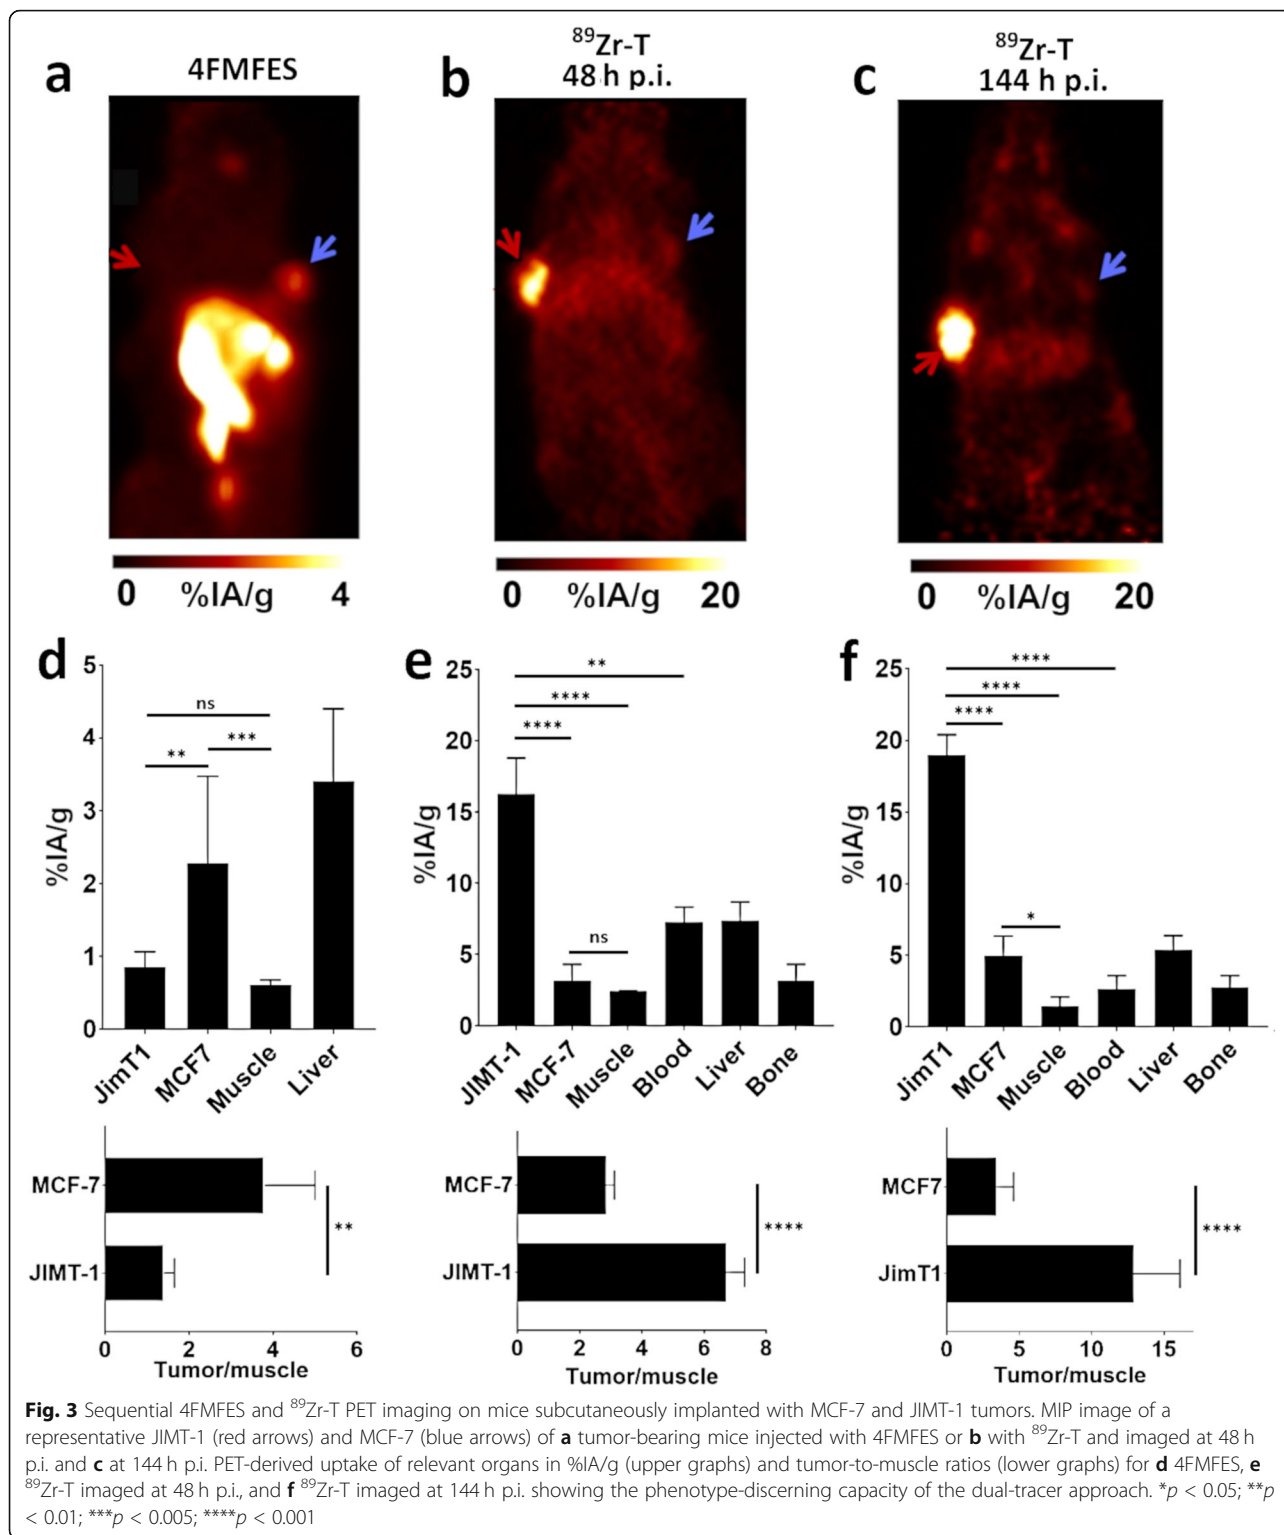 a
4FMFES
b
⁸⁹Zr-T
48 h p.i.
c
⁸⁹Zr-T
144 h p.i.
0 %IA/g 4
0 %IA/g 20
0 %IA/g 20
d
%IA/g
5
4
3
2
1
0
ns
**
***
JimT1 MCF7 Muscle Liver
e
%IA/g
25
20
15
10
5
0
**
****
****
ns
JIMT-1 MCF-7 Muscle Blood Liver Bone
f
%IA/g
25
20
15
10
5
0
****
****
****
*
JimT1 MCF7 Muscle Blood Liver Bone
MCF-7
JIMT-1
**
0 2 4 6
Tumor/muscle
MCF-7
JIMT-1
****
0 2 4 6 8
Tumor/muscle
MCF7
JimT1
****
0 5 10 15
Tumor/muscle
Fig. 3 Sequential 4FMFES and ⁸⁹Zr-T PET imaging on mice subcutaneously implanted with MCF-7 and JIMT-1 tumors. MIP image of a
representative JIMT-1 (red arrows) and MCF-7 (blue arrows) of a tumor-bearing mice injected with 4FMFES or b with ⁸⁹Zr-T and imaged at 48 h
p.i. and c at 144 h p.i. PET-derived uptake of relevant organs in %IA/g (upper graphs) and tumor-to-muscle ratios (lower graphs) for d 4FMFES, e
⁸⁹Zr-T imaged at 48 h p.i., and f ⁸⁹Zr-T imaged at 144 h p.i. showing the phenotype-discerning capacity of the dual-tracer approach. *p < 0.05; **p
< 0.01; ***p < 0.005; ****p < 0.001